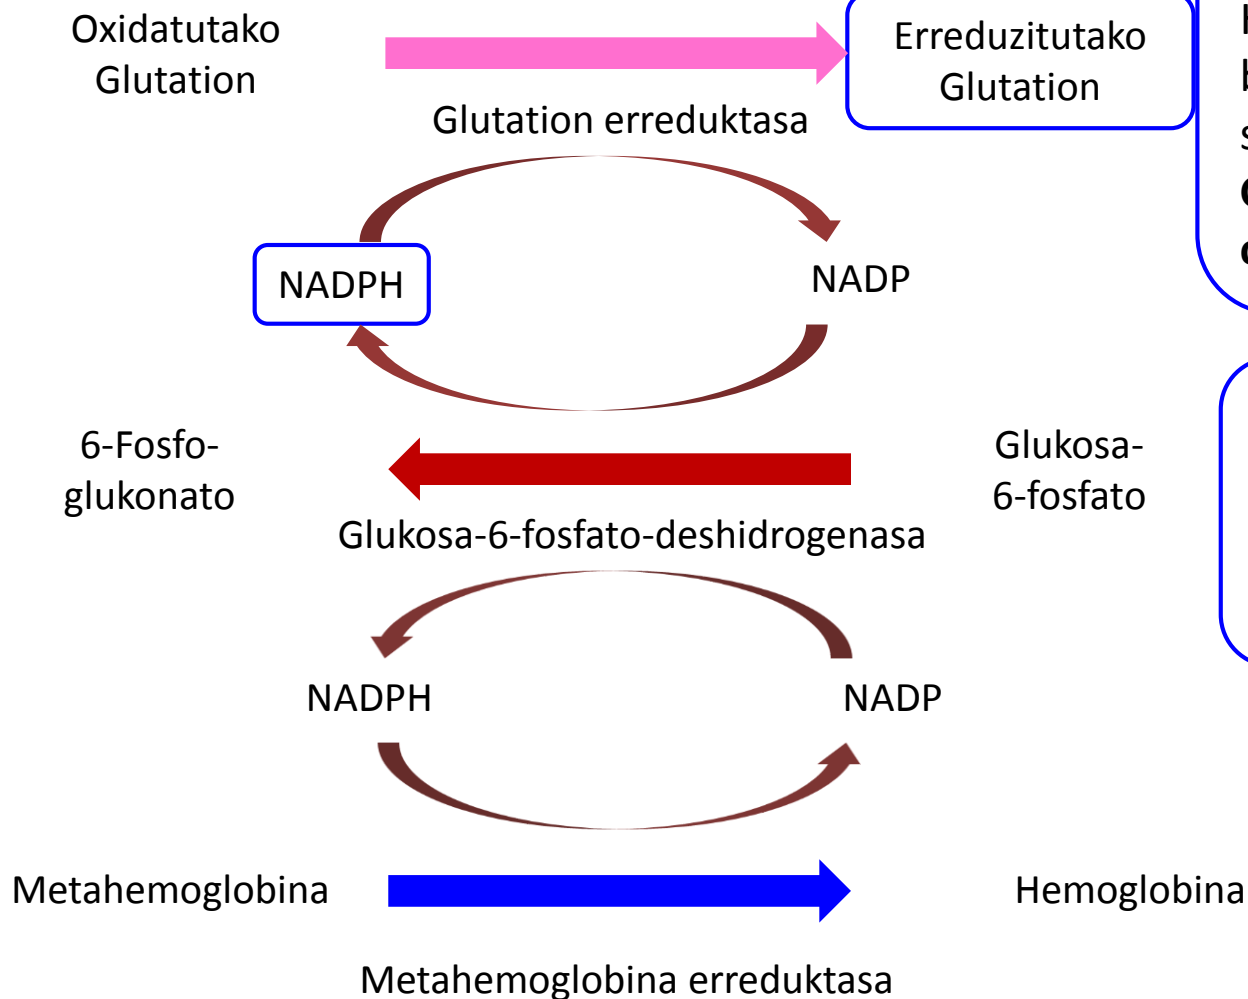 Oxidatutako
Glutation
Erreduzitutako
Glutation
Glutation erreduktasa
NADPH
NADP
6-Fosfo-
glukonato
Glukosa-
6-fosfato
Glukosa-6-fosfato-deshidrogenasa
NADPH
NADP
Metahemoglobina
Hemoglobina
Metahemoglobina erreduktasa